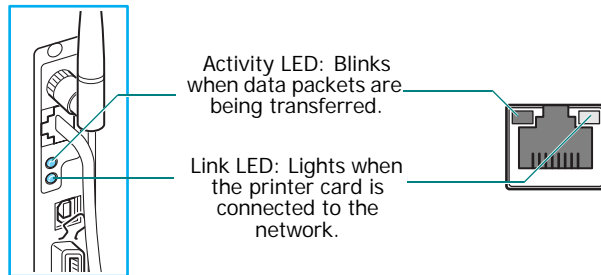 Activity LED: Blinks
when data packets are
being transferred.
Link LED: Lights when
the printer card is
connected to the
network.